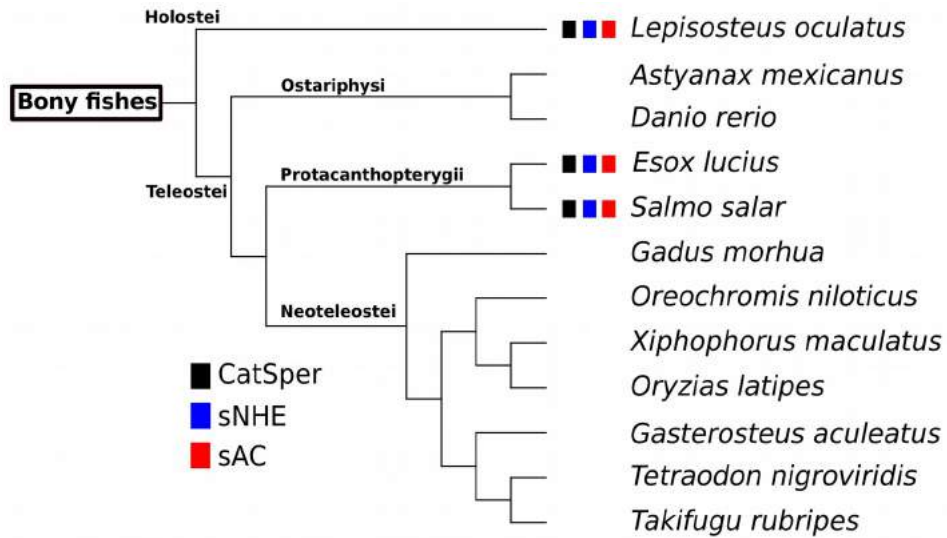 Holostei
Lepisosteus oculatus
Astyanax mexicanus
Ostariophysi
Bony fishes
Danio rerio
Esox lucius
Protacanthopterygii
Teleostei
Salmo salar
Gadus morhua
Oreochromis niloticus
Neoteleostei
Xiphophorus maculatus
CatSper
Oryzias latipes
sNHE
Gasterosteus aculeatus
sAC
Tetraodon nigroviridis
Takifugu rubripes